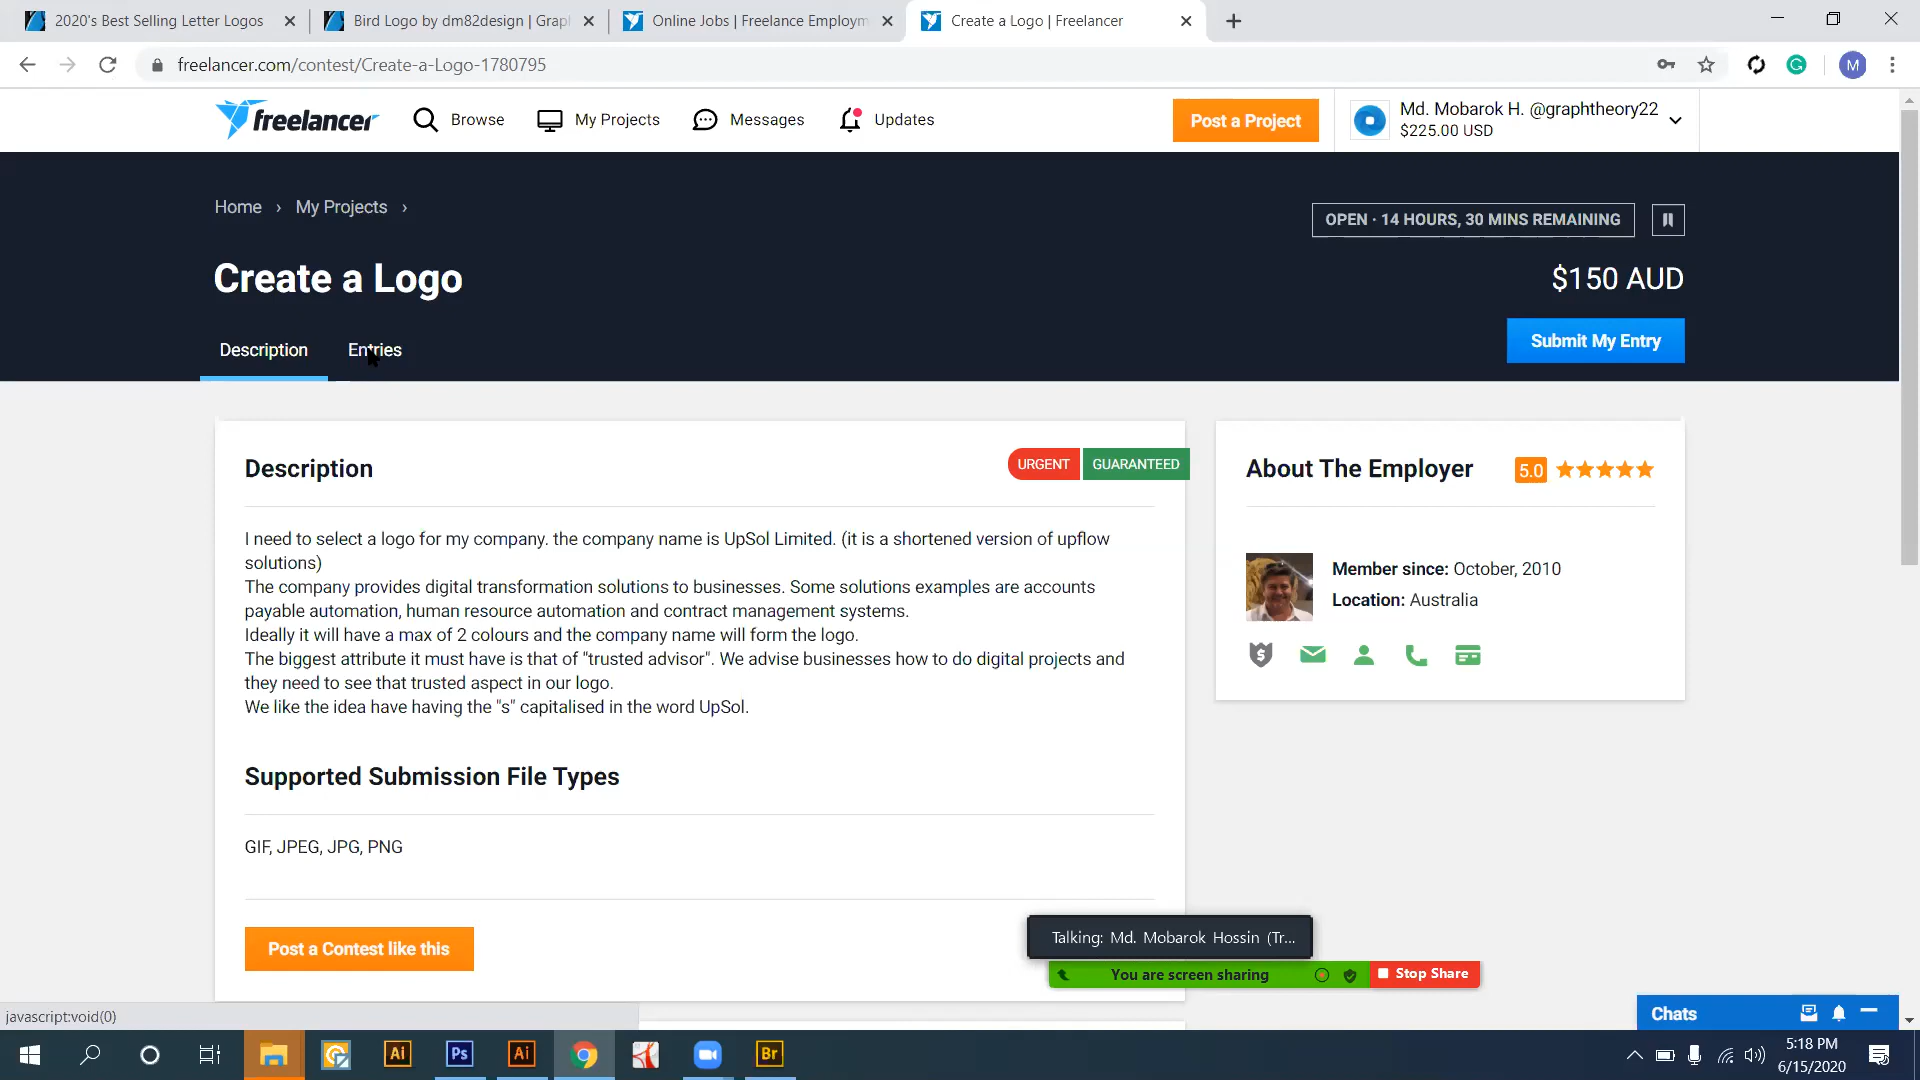 2020's Best Selling Letter Logos
Bird Logo by dm82design | Grap
Online Jobs | Freelance Employm
Create a Logo | Freelancer
freelancer.com/contest/Create-a-Logo-1780795
M
freelancer
Browse
My Projects
Messages
Updates
Post a Project
Md. Mobarok H. @graphtheory22
$225.00 USD
Home › My Projects ›
OPEN · 14 HOURS, 30 MINS REMAINING
Create a Logo
$150 AUD
Description
Entries
Submit My Entry
Description
URGENT
GUARANTEED
I need to select a logo for my company. the company name is UpSol Limited. (it is a shortened version of upflow
solutions)
The company provides digital transformation solutions to businesses. Some solutions examples are accounts
payable automation, human resource automation and contract management systems.
Ideally it will have a max of 2 colours and the company name will form the logo.
The biggest attribute it must have is that of "trusted advisor". We advise businesses how to do digital projects and
they need to see that trusted aspect in our logo.
We like the idea have having the "s" capitalised in the word UpSol.
Supported Submission File Types
GIF, JPEG, JPG, PNG
Post a Contest like this
About The Employer
5.0
Member since: October, 2010
Location: Australia
Talking: Md. Mobarok Hossin (Tr...
You are screen sharing
Stop Share
Chats
javascript:void(0)
Ai
Ps
Ai
Br
5:18 PM
6/15/2020